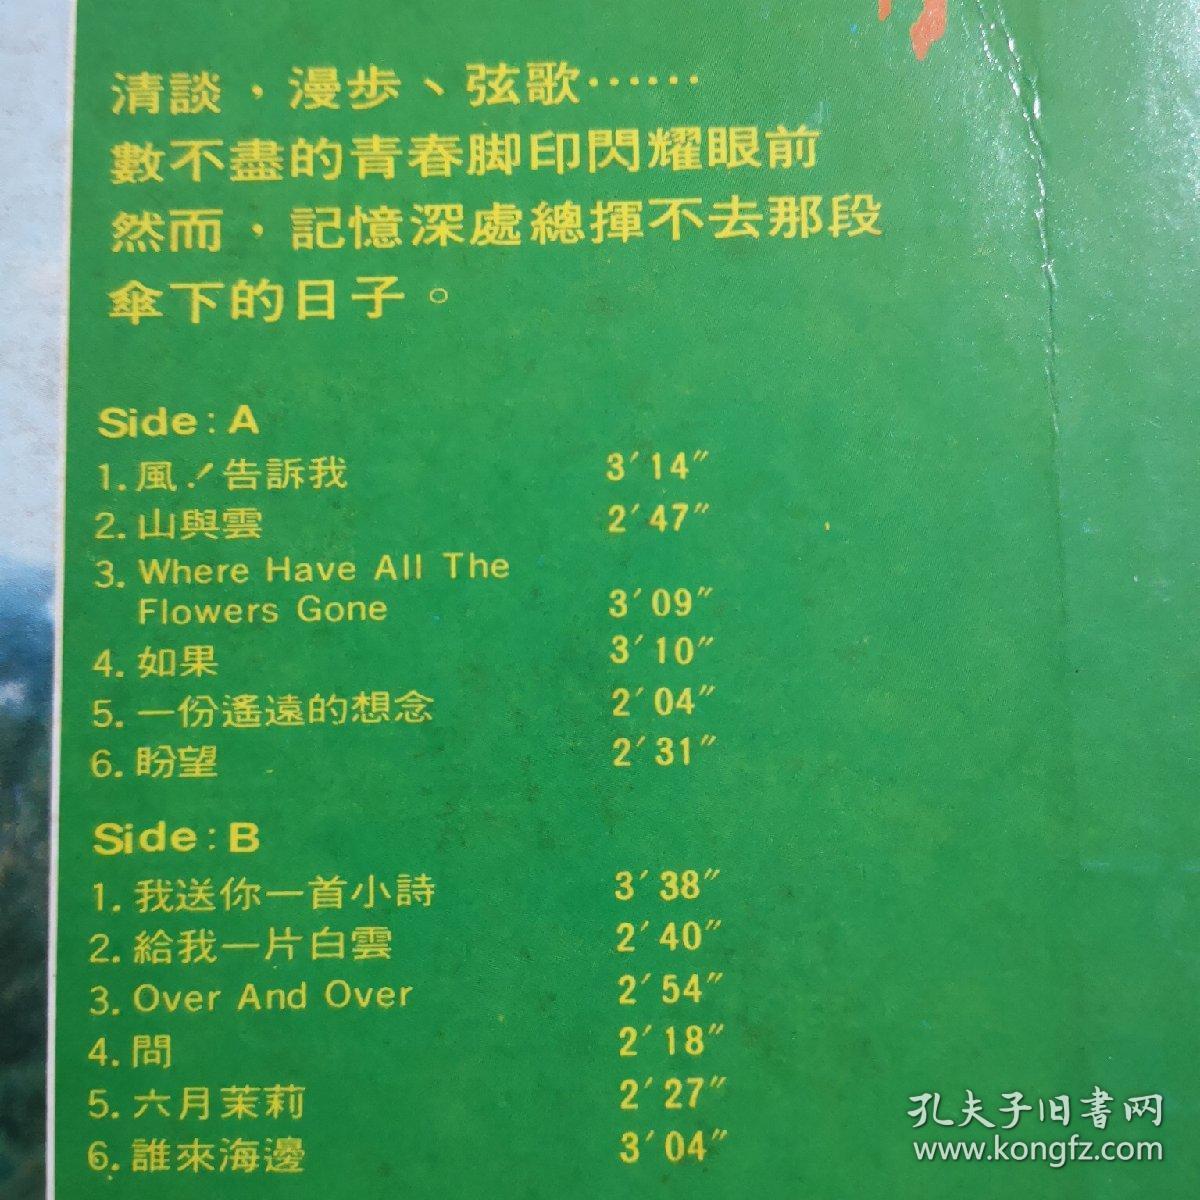 清談，漫步、弦歌……
數不盡的青春脚印閃耀眼前
然而，記憶深處總揮不去那段
傘下的日子。
Side: A
1. 風！告訴我 3′14″
2. 山與雲 2′47″
3. Where Have All The
Flowers Gone 3′09″
4. 如果 3′10″
5. 一份遙遠的想念 2′04″
6. 盼望 2′31″
Side: B
1. 我送你一首小詩 3′38″
2. 給我一片白雲 2′40″
3. Over And Over 2′54″
4. 問 2′18″
5. 六月茉莉 2′27″
6. 誰來海邊 3′04″
孔夫子旧書网
www.kongfz.com